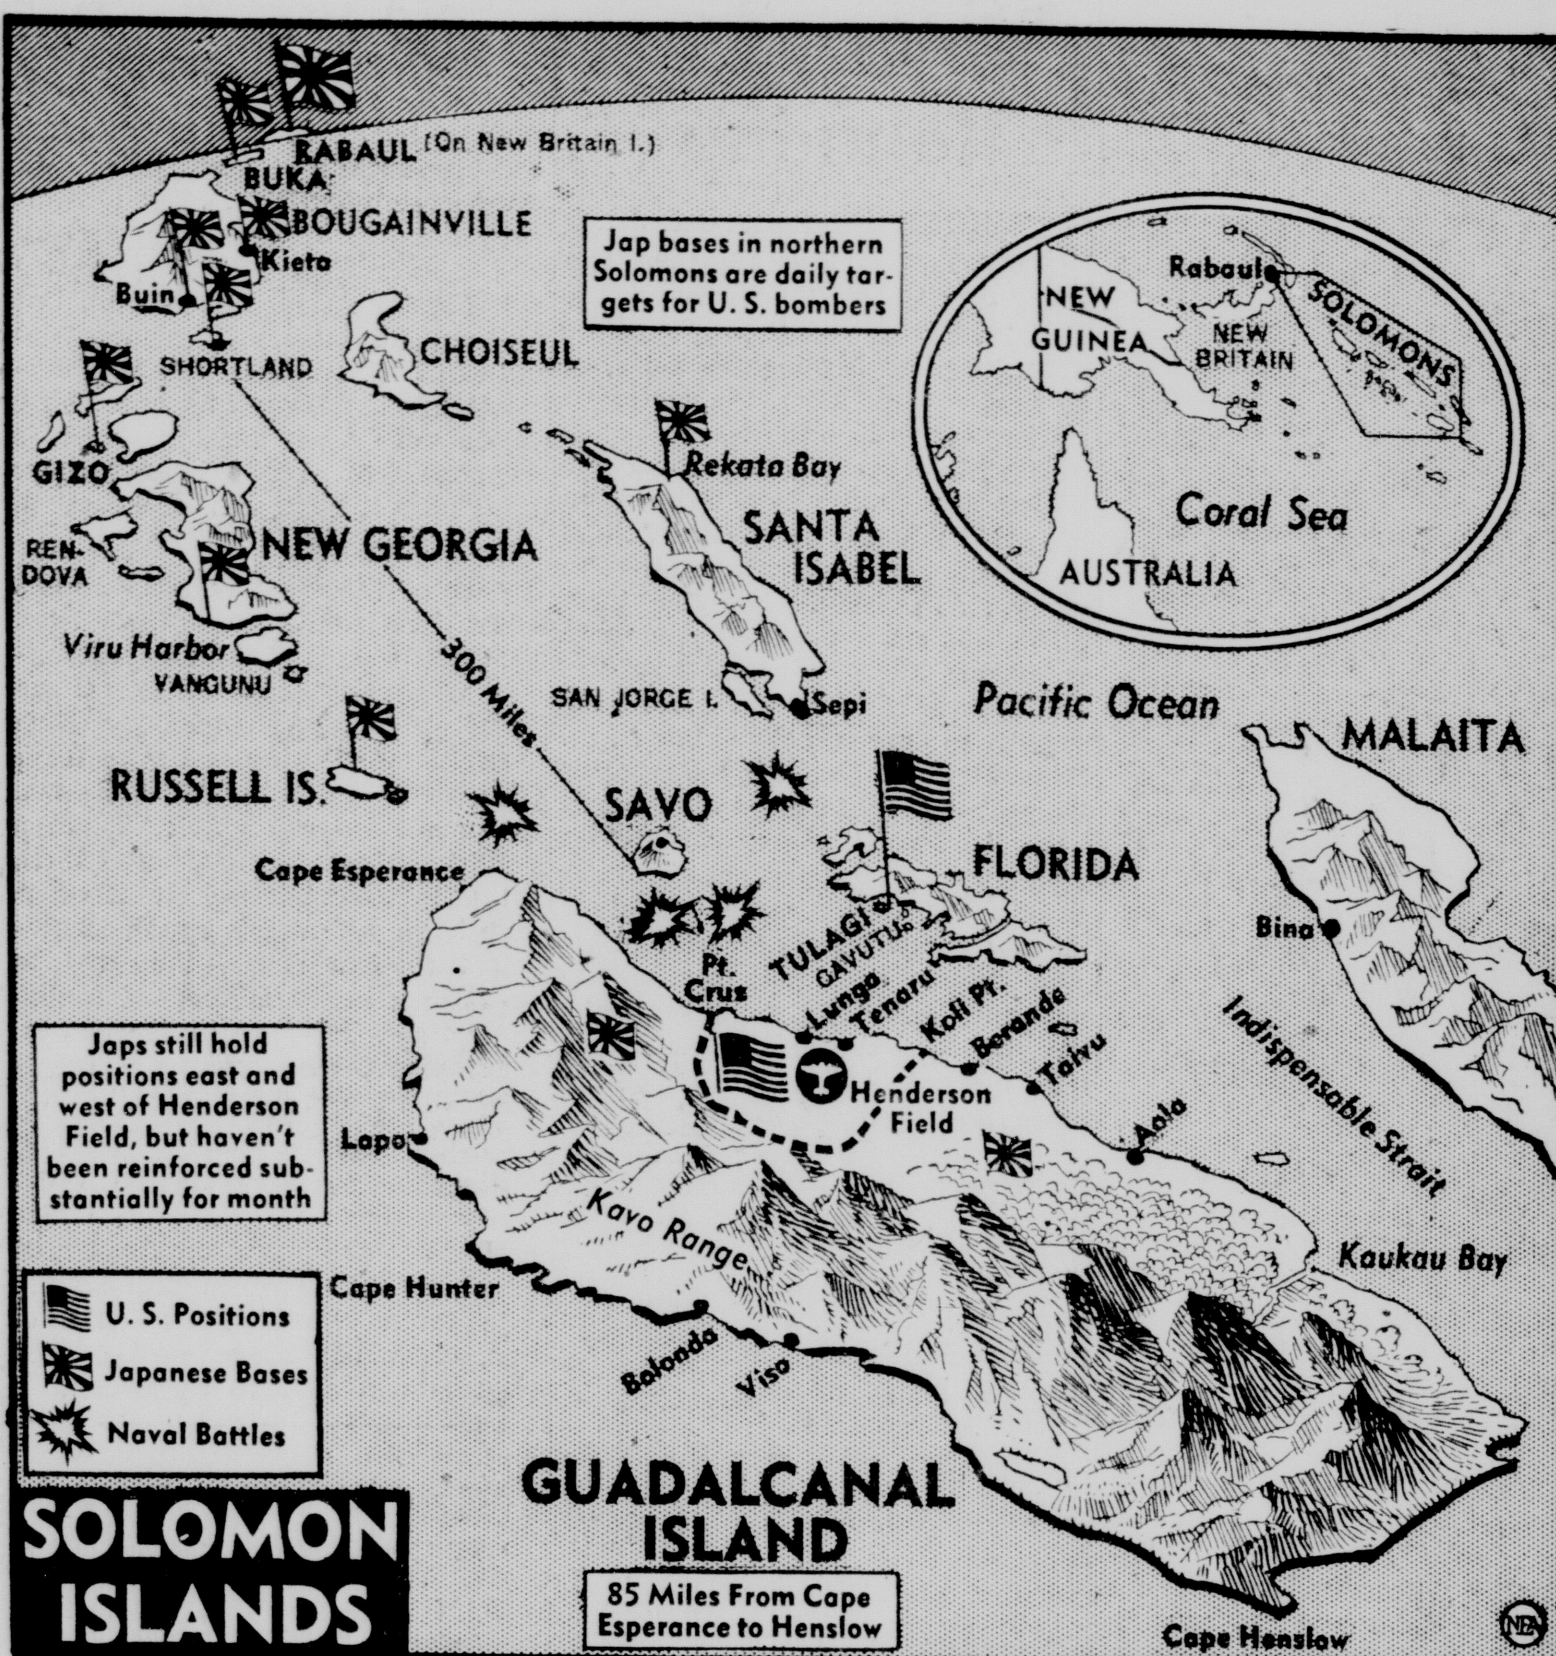 RABAUL (On New Britain I.)
BUKA
BOUGAINVILLE
Kieta
Buin
SHORTLAND
CHOISEUL
GIZO
Jap bases in northern
Solomons are daily tar-
gets for U. S. bombers
Rabaul
SOLOMONS
NEW
GUINEA
NEW
BRITAIN
Coral Sea
AUSTRALIA
Rekata Bay
SANTA
ISABEL
NEW GEORGIA
REN-
DOVA
Viru Harbor
VANGUNU
300 Miles
SAN JORGE I.
Sepi
Pacific Ocean
MALAITA
RUSSELL IS.
SAVO
Cape Esperance
FLORIDA
TULAGI
GAVUTU
Bina
Pt.
Crus
Lunga
Tenaru
Koli Pt.
Berande
Taivu
Aola
Indispensable Strait
Henderson
Field
Japs still hold
positions east and
west of Henderson
Field, but haven't
been reinforced sub-
stantially for month
Lapo
Kavo Range
Kaukau Bay
Cape Hunter
Bolonda
Viso
U. S. Positions
Japanese Bases
Naval Battles
SOLOMON
ISLANDS
GUADALCANAL
ISLAND
85 Miles From Cape
Esperance to Henslow
Cape Henslow
NEA